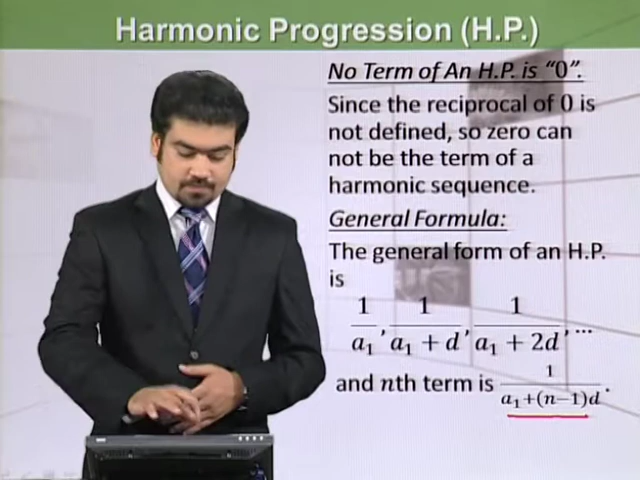 Harmonic Progression (H.P.)
No Term of An H.P. is “0”.
Since the reciprocal of 0 is
not defined, so zero can
not be the term of a
harmonic sequence.
General Formula:
The general form of an H.P.
is
1/a₁, 1/(a₁ + d), 1/(a₁ + 2d), ...
and nth term is 1/(a₁+(n−1)d).